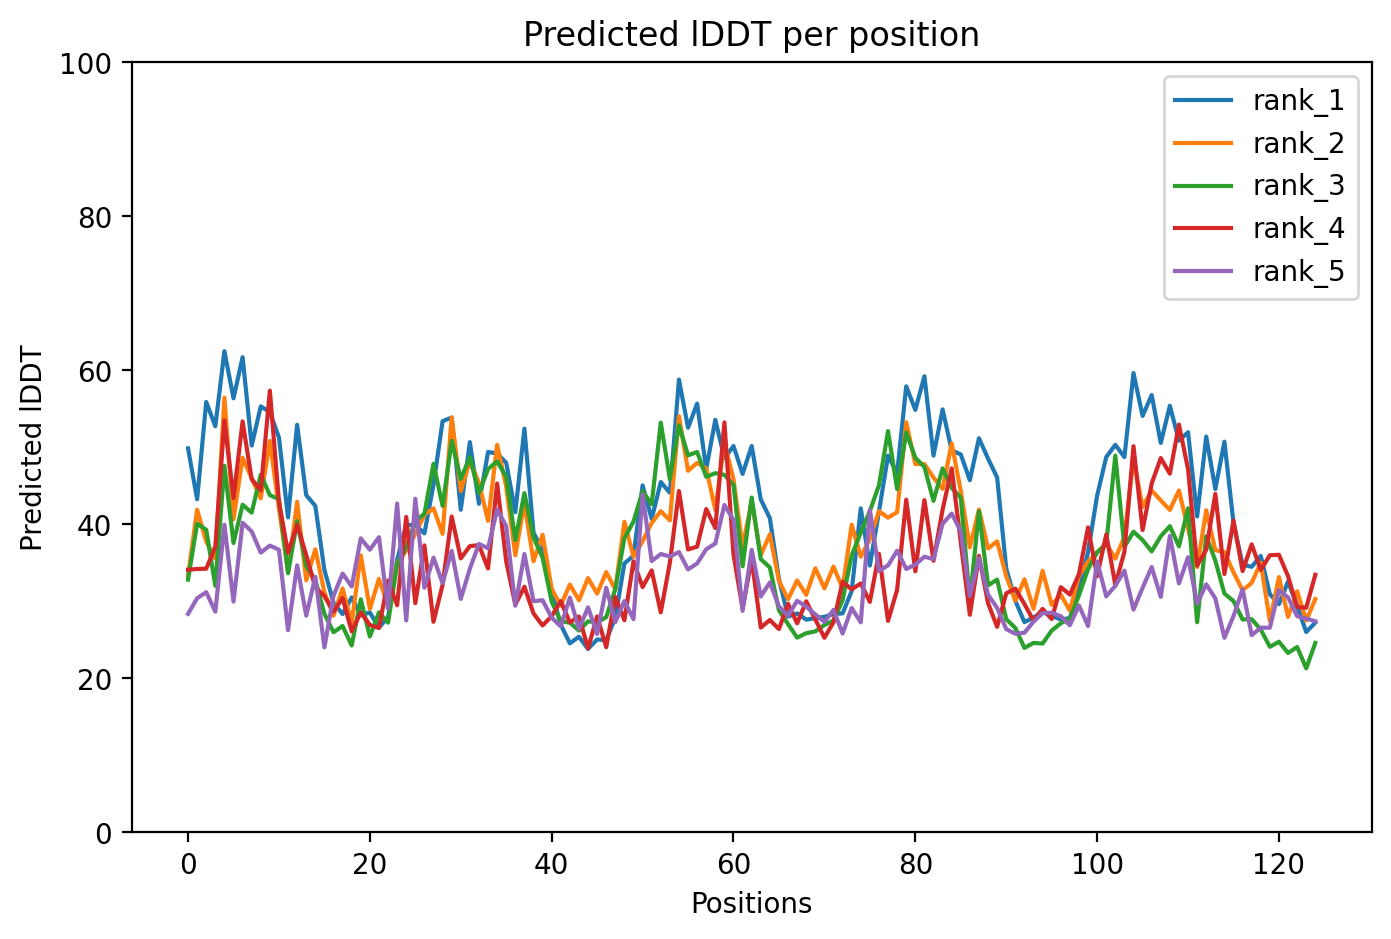 Predicted lDDT per position
100
80
60
40
20
0
Predicted lDDT
0 20 40 60 80 100 120
Positions
rank_1
rank_2
rank_3
rank_4
rank_5